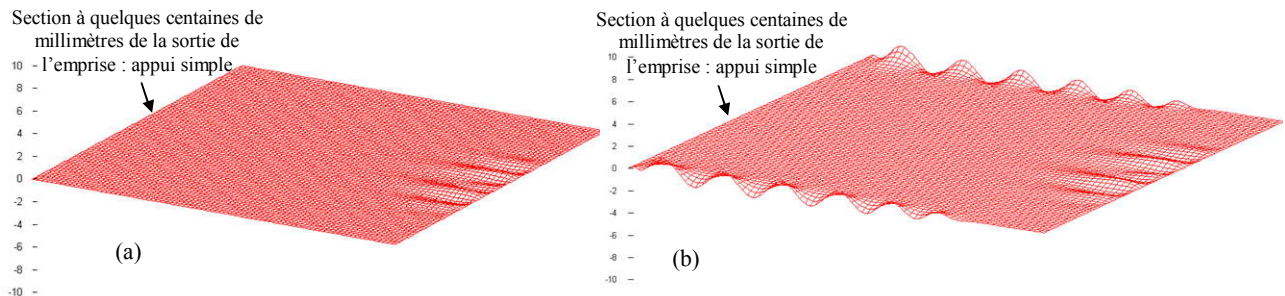 Section à quelques centaines de
millimètres de la sortie de
l'emprise : appui simple
10
8
6
4
2
0
-2
-4
-6
-8
-10
(a)
Section à quelques centaines de
millimètres de la sortie de
l'emprise : appui simple
10
8
6
4
2
0
-2
-4
-6
-8
-10
(b)